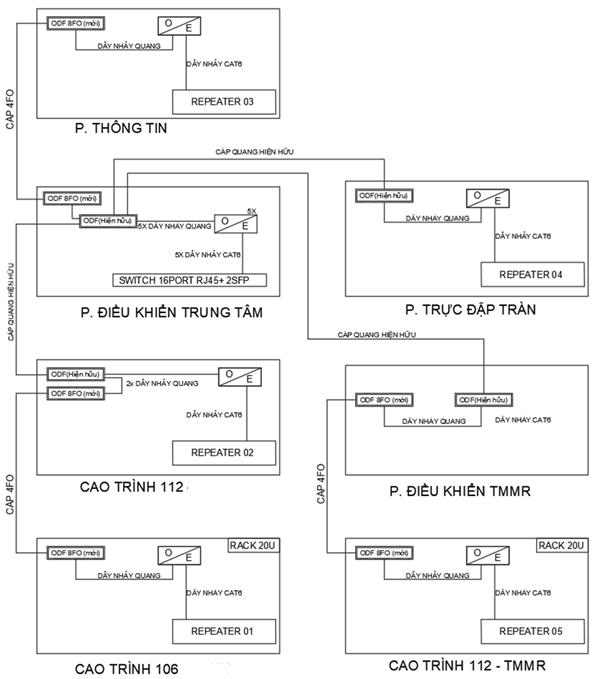 ODF 8FO (mới)
O
E
DÂY NHẢY QUANG
DÂY NHẢY CAT6
REPEATER 03
CÁP 4FO
P. THÔNG TIN
CÁP QUANG HIỆN HỮU
ODF 8FO (mới)
ODF(Hiện hữu)
5X
5X DÂY NHẢY QUANG
O
E
5X DÂY NHẢY CAT6
SWITCH 16PORT RJ45+ 2SFP
P. ĐIỀU KHIỂN TRUNG TÂM
ODF(Hiện hữu)
O
E
DÂY NHẢY QUANG
DÂY NHẢY CAT6
REPEATER 04
P. TRỰC ĐẬP TRÀN
CÁP QUANG HIỆN HỮU
CÁP QUANG HIỆN HỮU
ODF(Hiện hữu)
ODF 8FO (mới)
2x DÂY NHẢY QUANG
O
E
DÂY NHẢY CAT6
REPEATER 02
CAO TRÌNH 112
ODF 8FO (mới)
ODF(Hiện hữu)
DÂY NHẢY QUANG
DÂY NHẢY CAT6
P. ĐIỀU KHIỂN TMMR
CÁP 4FO
CÁP 4FO
ODF 8FO (mới)
O
E
RACK 20U
DÂY NHẢY QUANG
DÂY NHẢY CAT6
REPEATER 01
CAO TRÌNH 106
ODF 8FO (mới)
O
E
RACK 20U
DÂY NHẢY QUANG
DÂY NHẢY CAT6
REPEATER 05
CAO TRÌNH 112 - TMMR